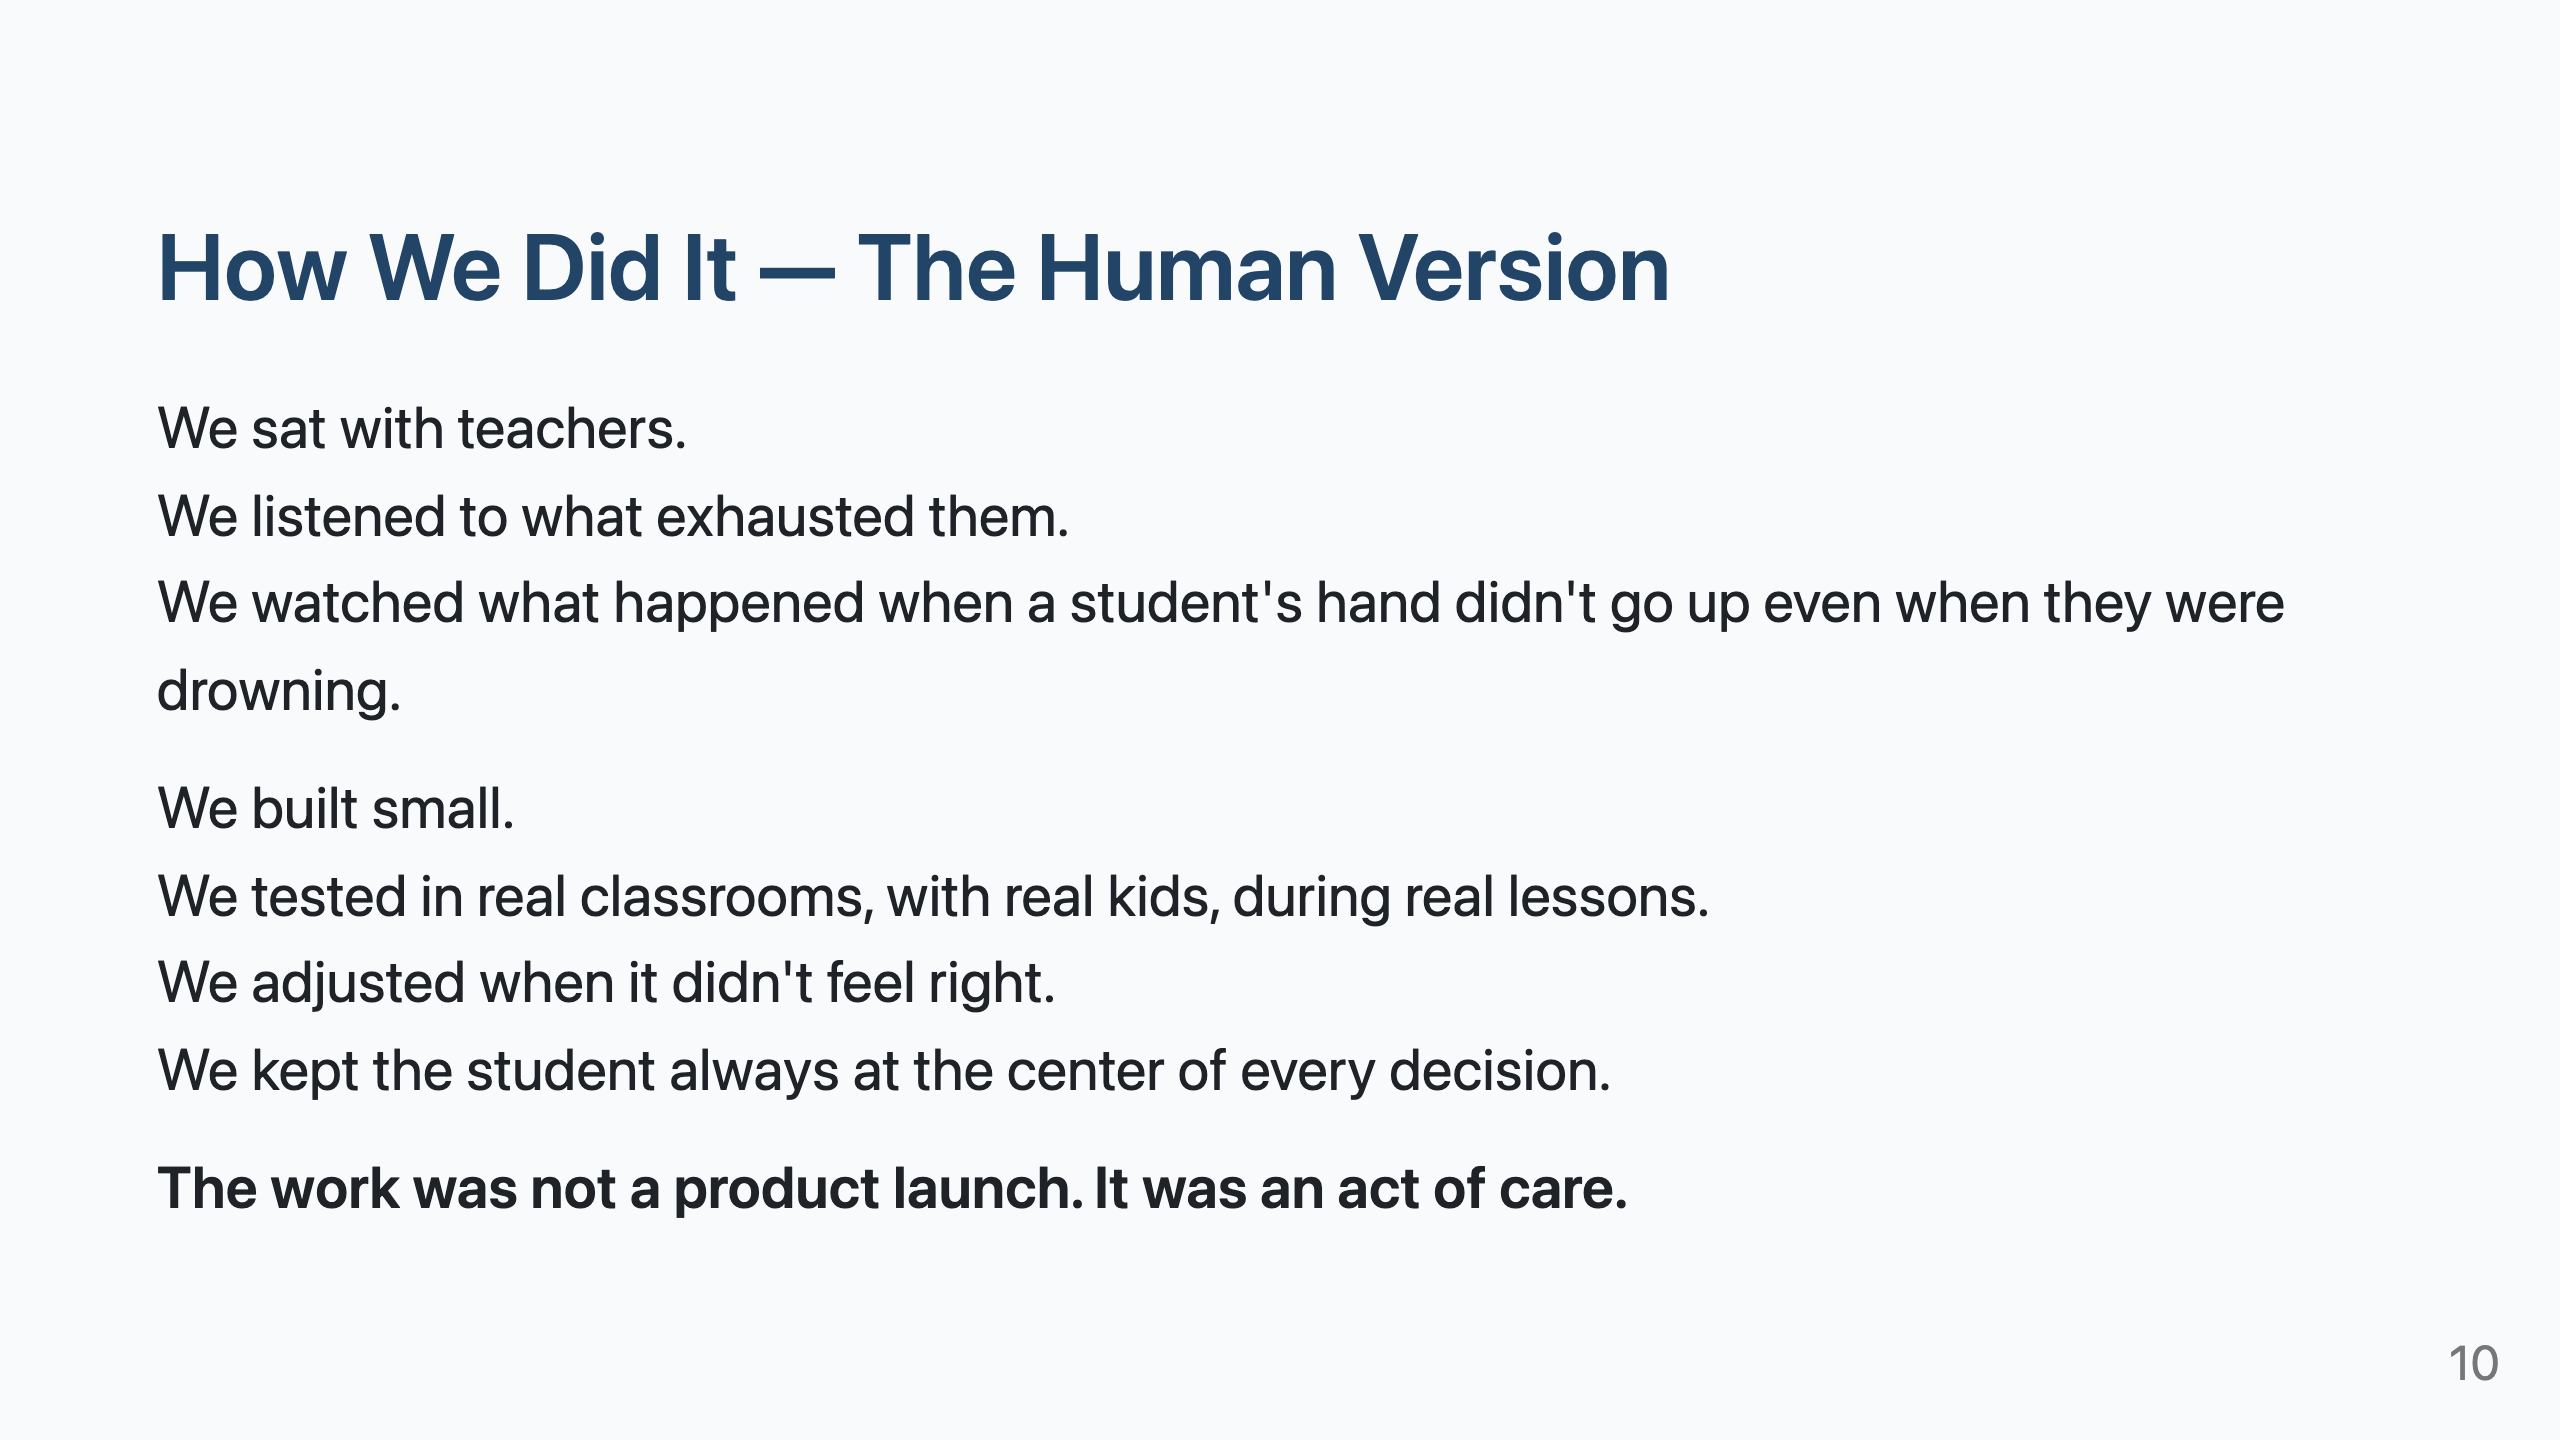 How We Did It — The Human Version
We sat with teachers.
We listened to what exhausted them.
We watched what happened when a student's hand didn't go up even when they were
drowning.
We built small.
We tested in real classrooms, with real kids, during real lessons.
We adjusted when it didn't feel right.
We kept the student always at the center of every decision.
The work was not a product launch. It was an act of care.
10